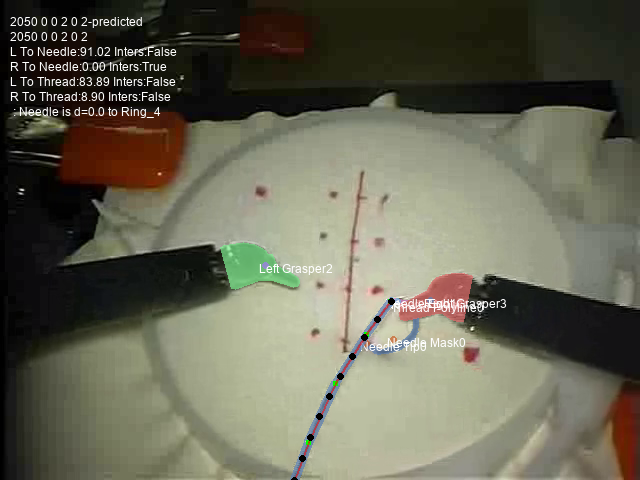 2050 0 0 2 0 2-predicted
2050 0 0 2 0 2
L To Needle:91.02 Inters:False
R To Needle:0.00 Inters:True
L To Thread:83.89 Inters:False
R To Thread:8.90 Inters:False
: Needle is d=0.0 to Ring_4
Left Grasper2
Grasper3
Thread Polyline0
Needle Mask0
Needle Tip0